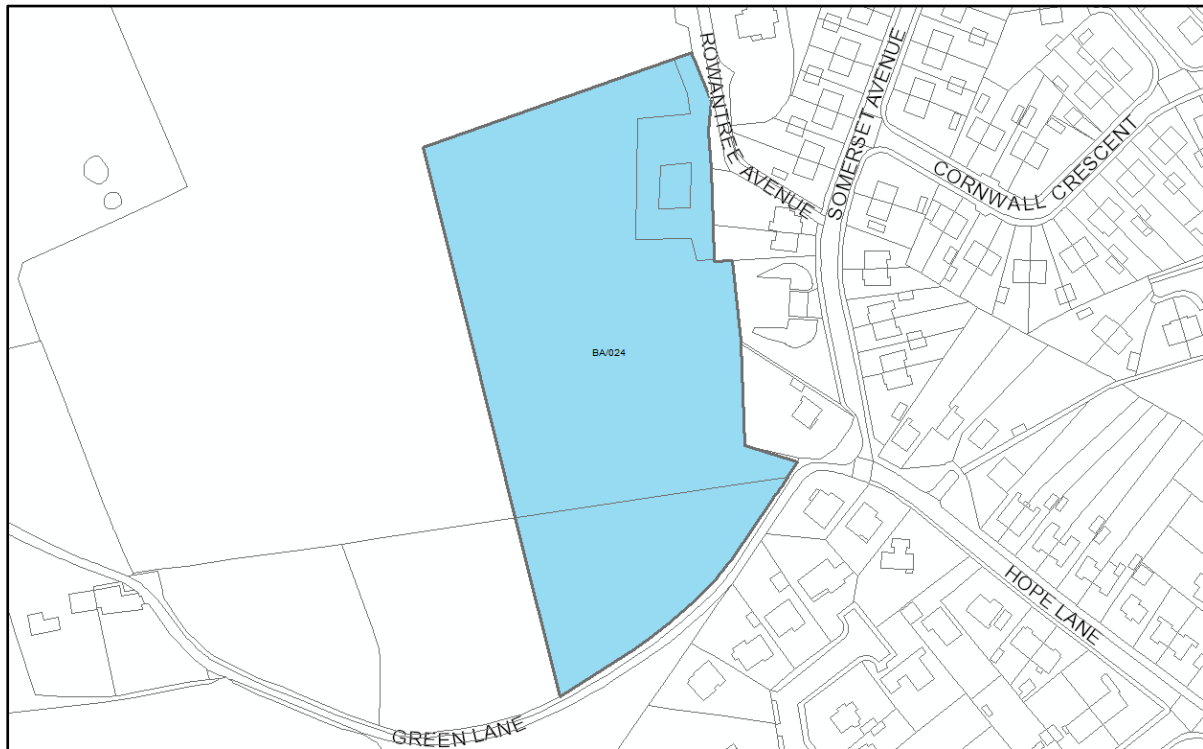 ROWANTREE AVENUE
SOMERSET AVENUE
CORNWALL CRESCENT
BA/024
HOPE LANE
GREEN LANE